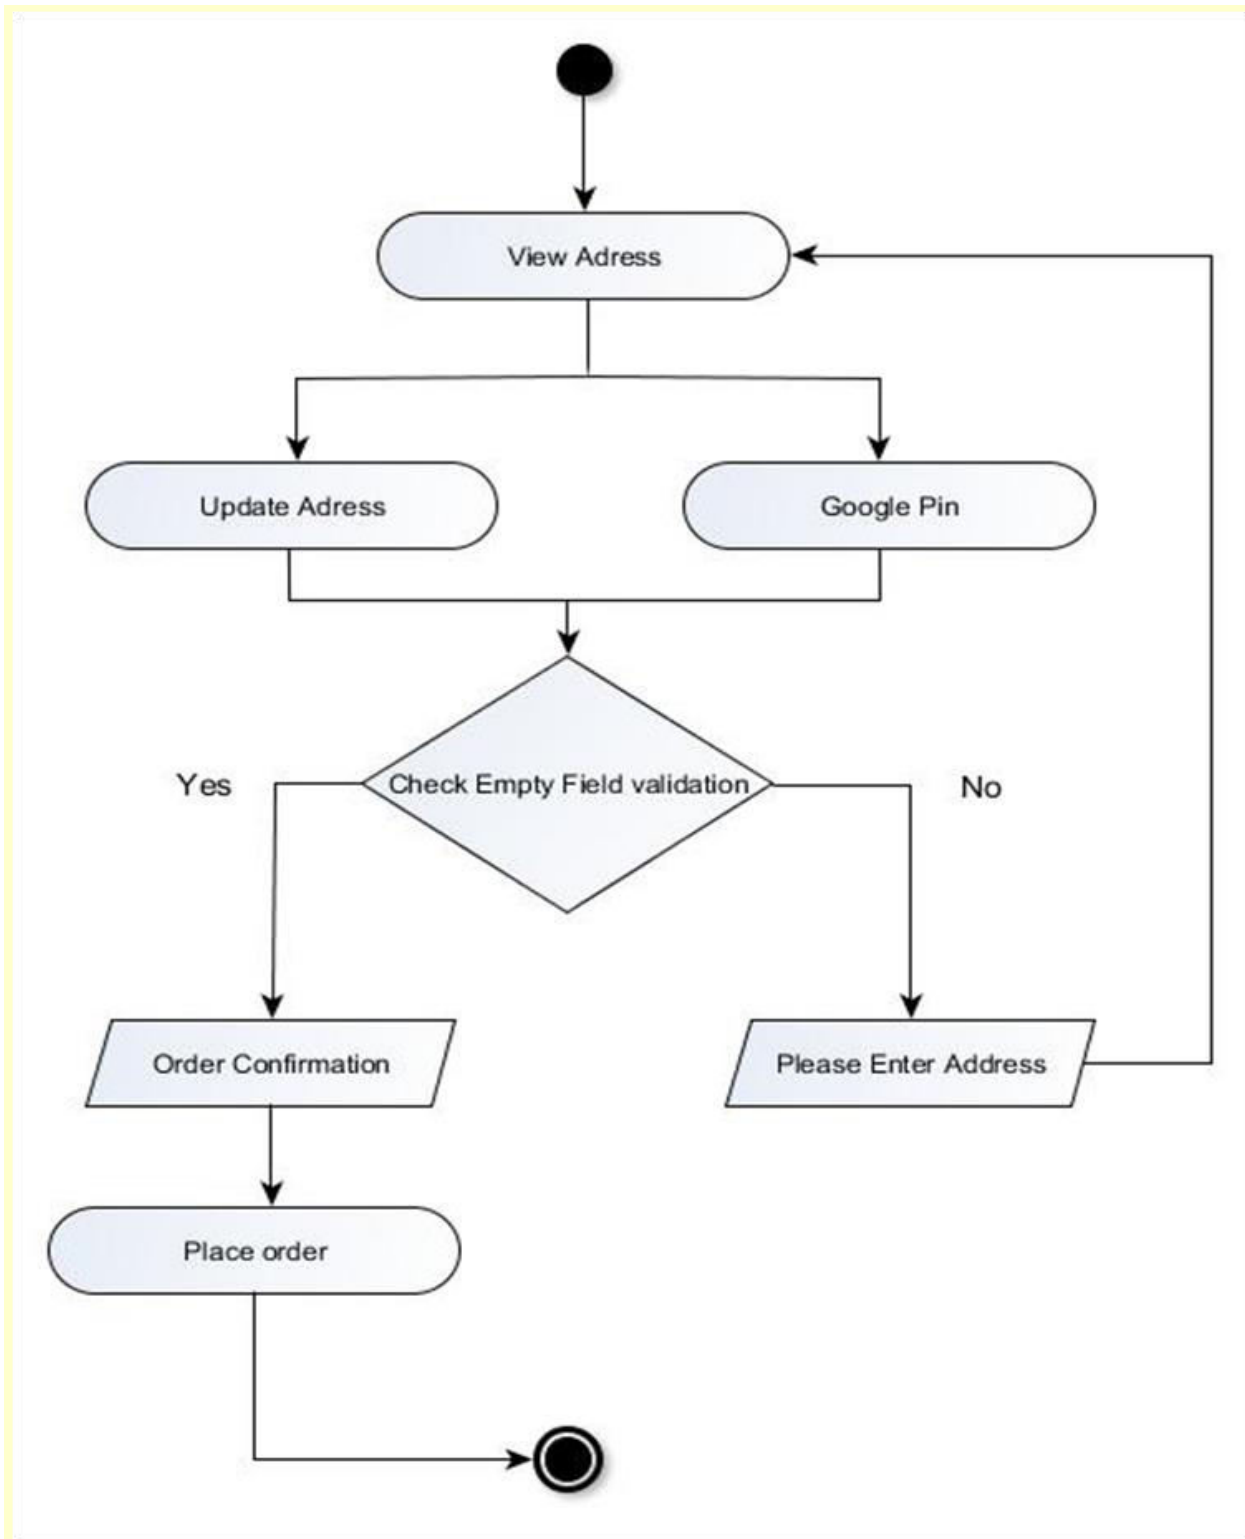 View Adress
Update Adress
Google Pin
Check Empty Field validation
Yes
No
Order Confirmation
Please Enter Address
Place order